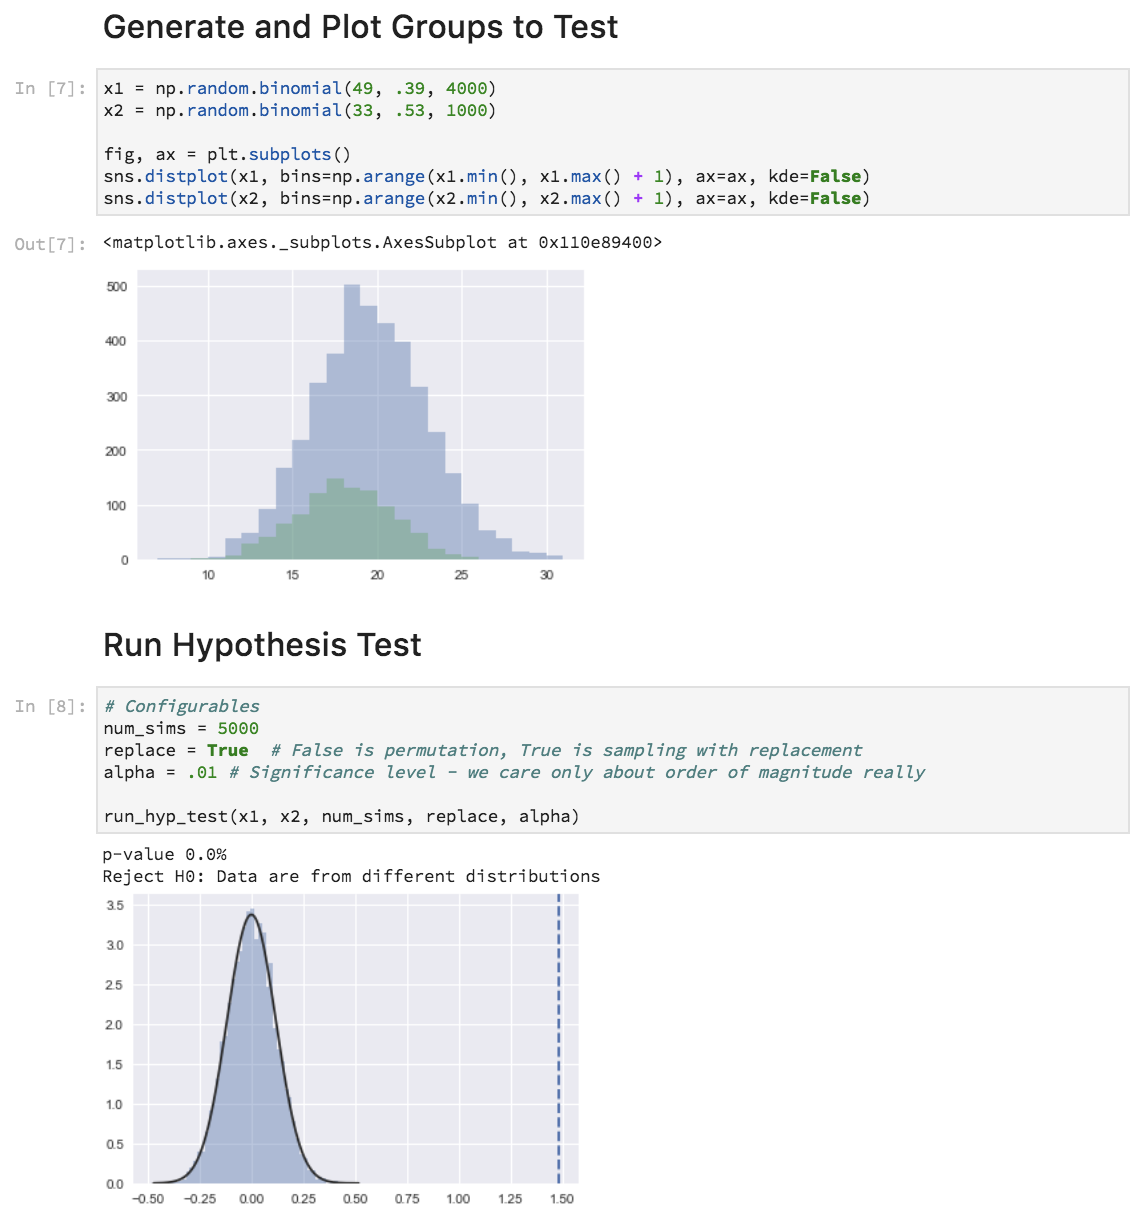 Generate and Plot Groups to Test
In [7]:
x1 = np.random.binomial(49, .39, 4000)
x2 = np.random.binomial(33, .53, 1000)
fig, ax = plt.subplots()
sns.distplot(x1, bins=np.arange(x1.min(), x1.max() + 1), ax=ax, kde=False)
sns.distplot(x2, bins=np.arange(x2.min(), x2.max() + 1), ax=ax, kde=False)
Out[7]:
<matplotlib.axes._subplots.AxesSubplot at 0x110e89400>
500
400
300
200
100
0
10 15 20 25 30
Run Hypothesis Test
In [8]:
# Configurables
num_sims = 5000
replace = True  # False is permutation, True is sampling with replacement
alpha = .01 # Significance level - we care only about order of magnitude really
run_hyp_test(x1, x2, num_sims, replace, alpha)
p-value 0.0%
Reject H0: Data are from different distributions
3.5
3.0
2.5
2.0
1.5
1.0
0.5
0.0
−0.50 −0.25 0.00 0.25 0.50 0.75 1.00 1.25 1.50